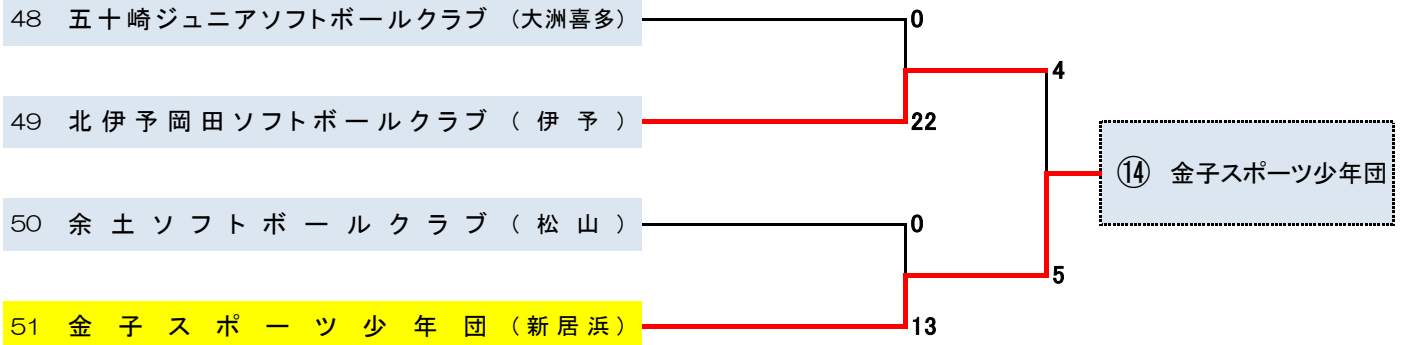 48 五十崎ジュニアソフトボールクラブ (大洲喜多) 0
4
49 北伊予岡田ソフトボールクラブ (伊予) 22
⑭ 金子スポーツ少年団
50 余土ソフトボールクラブ (松山) 0
5
51 金子スポーツ少年団 (新居浜) 13